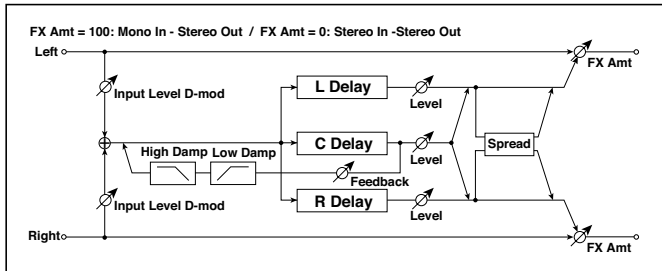 FX Amt = 100: Mono In - Stereo Out / FX Amt = 0: Stereo In -Stereo Out
Left
FX Amt
Input Level D-mod
L Delay
Level
High Damp
Low Damp
C Delay
Level
Spread
Feedback
Input Level D-mod
R Delay
Level
Right
FX Amt